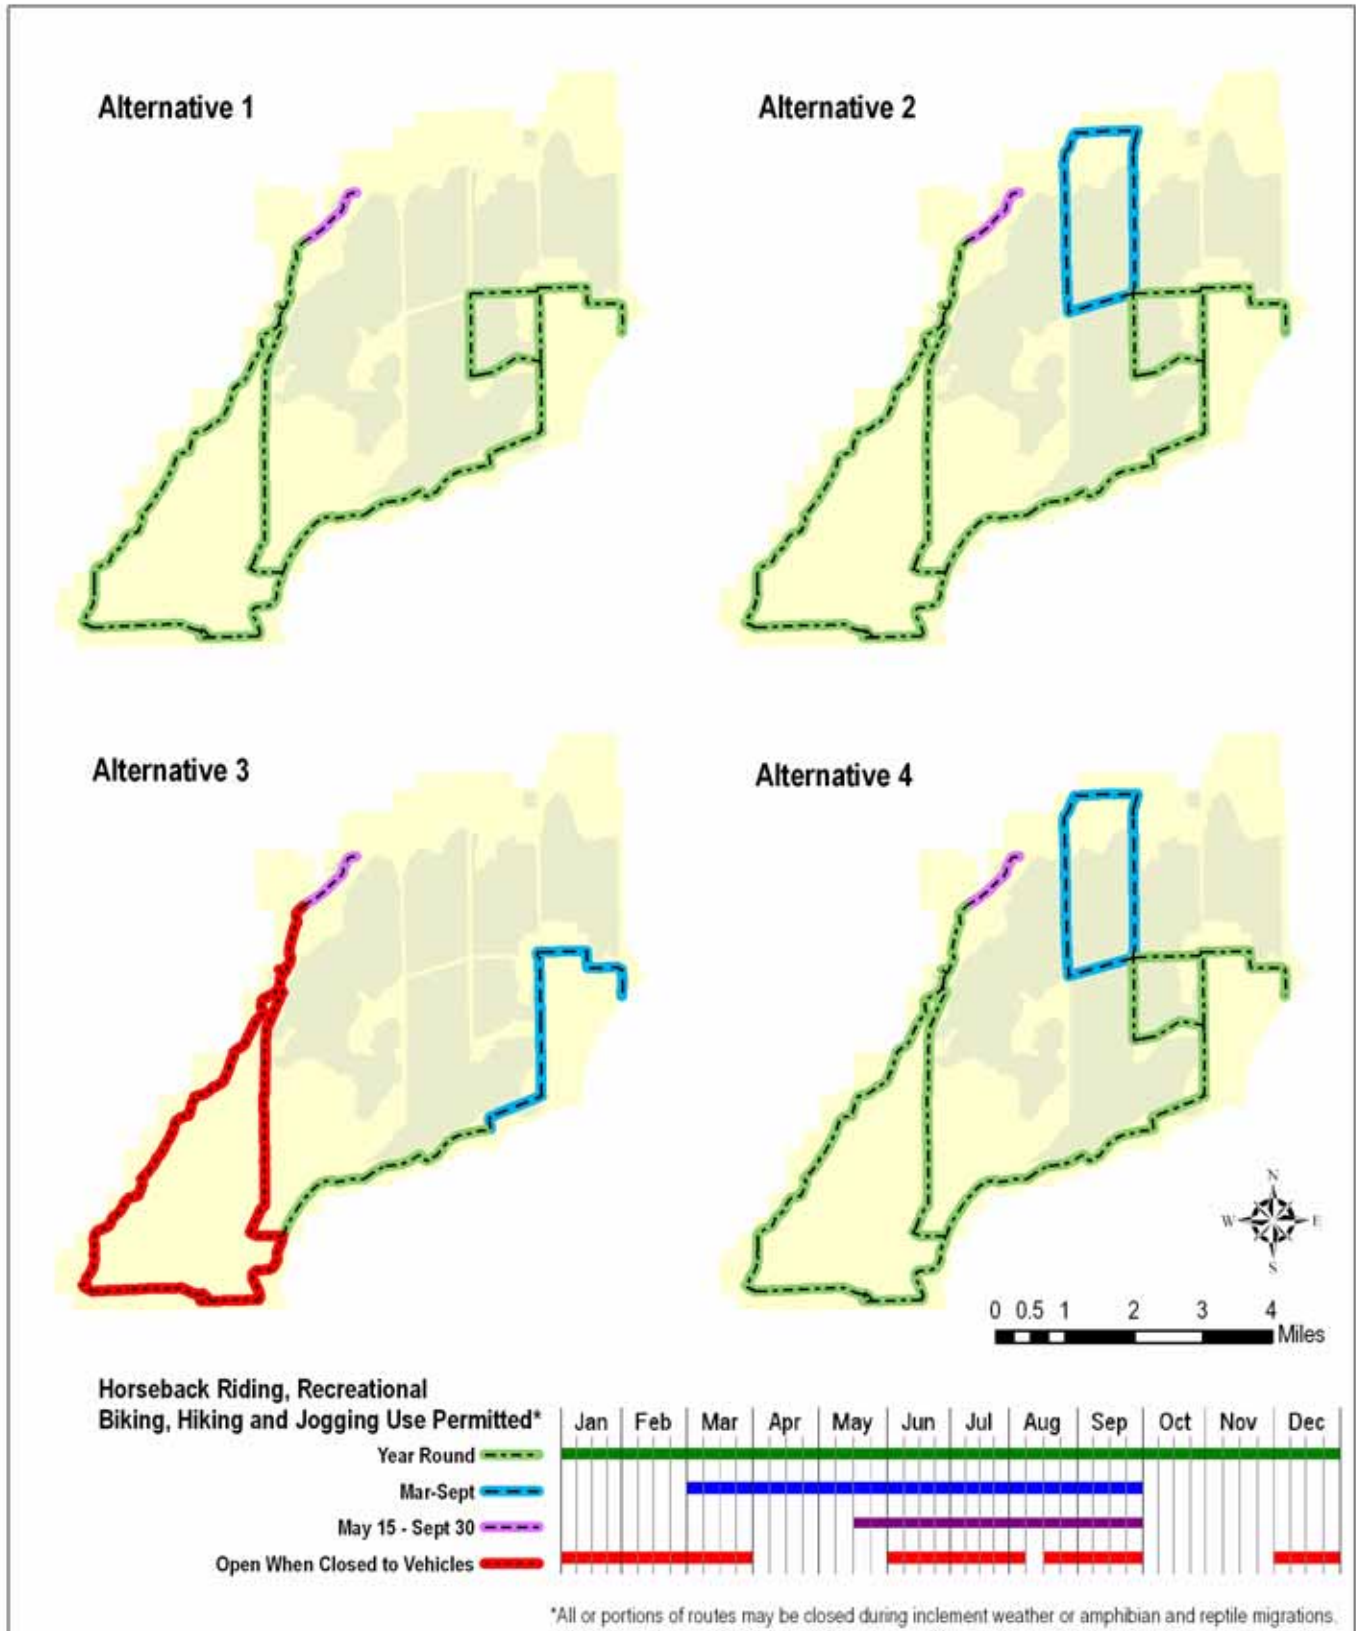 Alternative 1
Alternative 2
Alternative 3
Alternative 4
N
W E
S
0 0.5 1 2 3 4
Miles
Horseback Riding, Recreational
Biking, Hiking and Jogging Use Permitted*
Jan Feb Mar Apr May Jun Jul Aug Sep Oct Nov Dec
Year Round
Mar-Sept
May 15 - Sept 30
Open When Closed to Vehicles
*All or portions of routes may be closed during inclement weather or amphibian and reptile migrations.